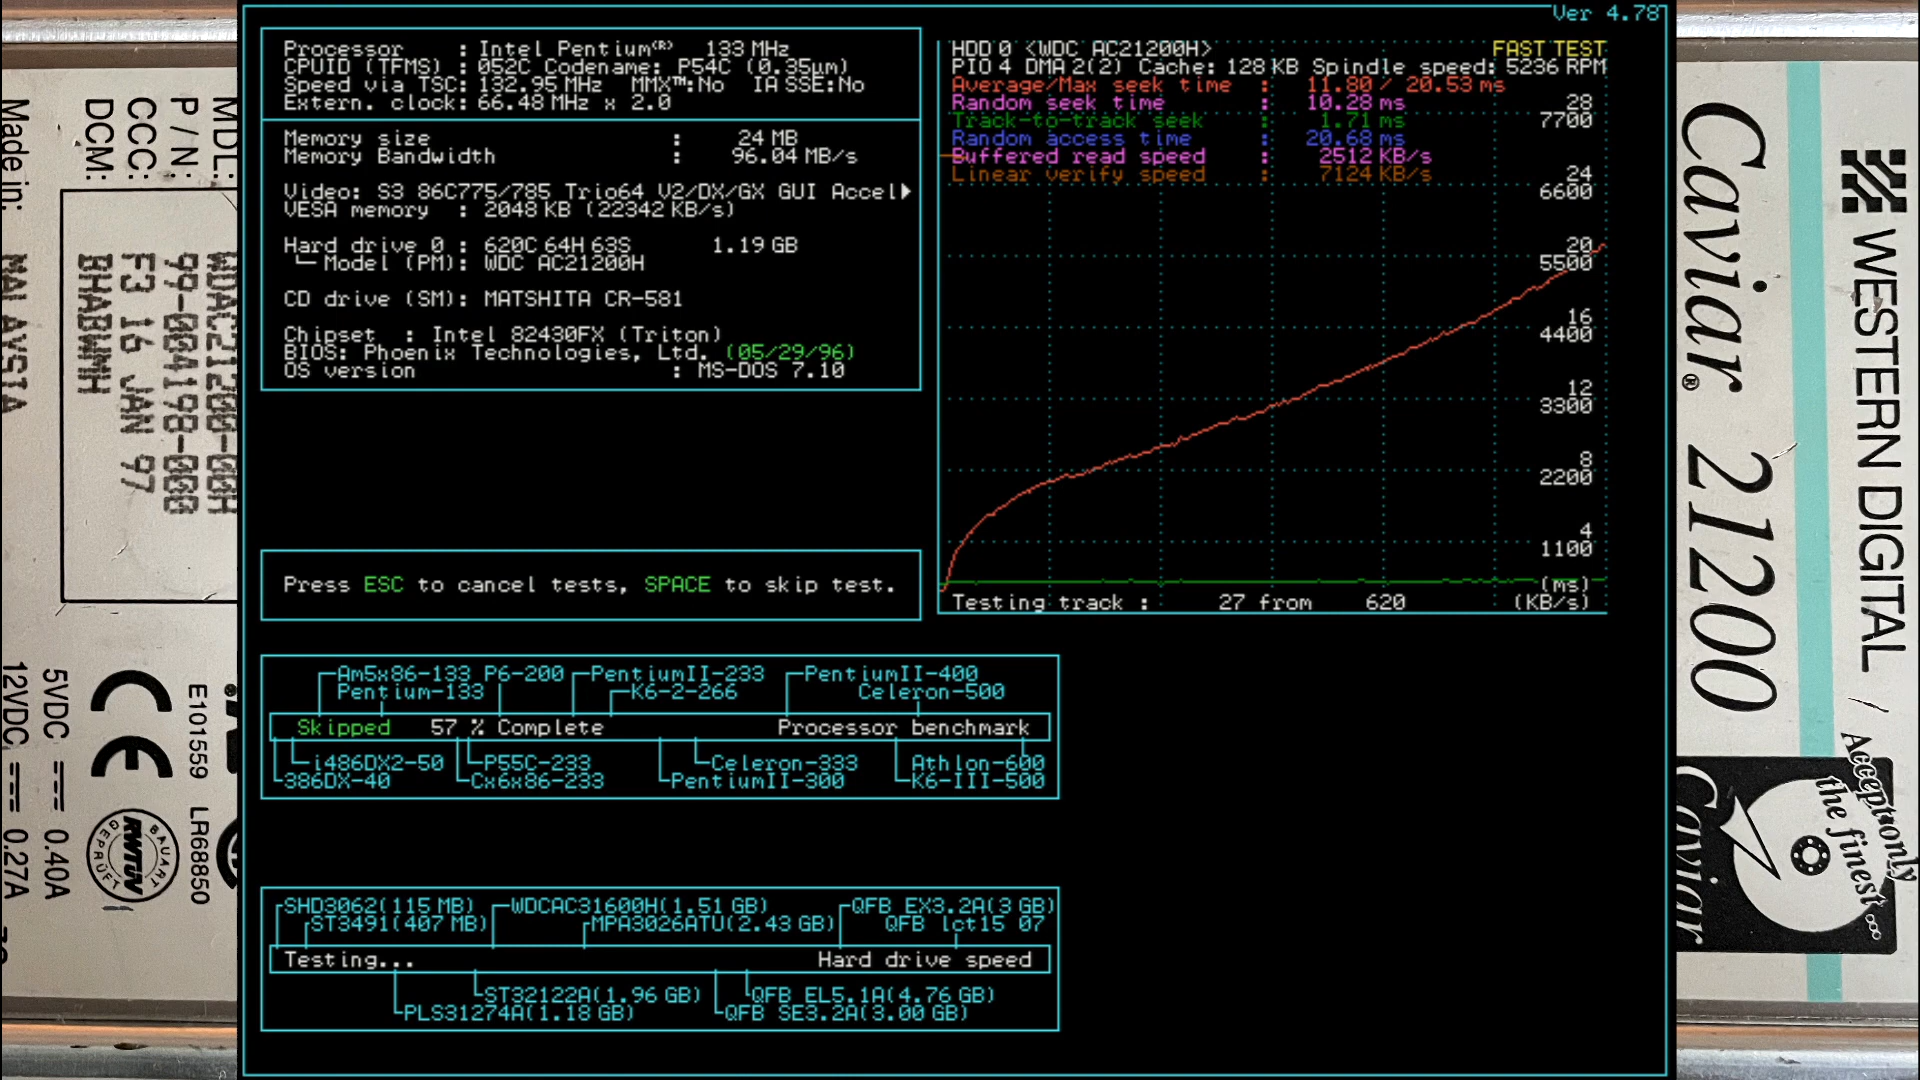 Ver 4.78
Processor : Intel Pentium(R) 133 MHz
CPUID (TFMS) : 052C Codename: P54C (0.35µm)
Speed via TSC: 132.95 MHz MMX™:No IA SSE:No
Extern. clock: 66.48 MHz x 2.0
Memory size : 24 MB
Memory Bandwidth : 96.04 MB/s
Video: S3 86C775/785 Trio64 V2/DX/GX GUI Accel
VESA memory : 2048 KB (22342 KB/s)
Hard drive 0 : 620C 64H 63S 1.19 GB
Model (PM): WDC AC21200H
CD drive (SM): MATSHITA CR-581
Chipset : Intel 82430FX (Triton)
BIOS: Phoenix Technologies, Ltd. (05/29/96)
OS version : MS-DOS 7.10
Press ESC to cancel tests, SPACE to skip test.
HDD 0 <WDC AC21200H> FAST TEST
PIO 4 DMA 2(2) Cache: 128 KB Spindle speed: 5236 RPM
Average/Max seek time : 11.80 / 20.53 ms
Random seek time : 10.28 ms
Track-to-track seek : 1.71 ms
Random access time : 20.68 ms
Buffered read speed : 2512 KB/s
Linear verify speed : 7124 KB/s
28
7700
24
6600
20
5500
16
4400
12
3300
8
2200
4
1100
(ms)
Testing track : 27 from 620 (KB/s)
Am5x86-133 P6-200 PentiumII-233 PentiumII-400
Pentium-133 K6-2-266 Celeron-500
Skipped 57 % Complete Processor benchmark
i486DX2-50 P55C-233 Celeron-333 Athlon-600
386DX-40 Cx6x86-233 PentiumII-300 K6-III-500
SHD3062(115 MB) WDCAC31600H(1.51 GB) QFB EX3.2A(3 GB)
ST3491(407 MB) MPA3026ATU(2.43 GB) QFB lct15 07
Testing... Hard drive speed
ST32122A(1.96 GB) QFB EL5.1A(4.76 GB)
PLS31274A(1.18 GB) QFB SE3.2A(3.00 GB)
MDL: WDAC21200-00H
P/N: 99-004198-000
CCC: F3 16 JAN 97
DCM: BHABWMH
Made in: MALAYSIA
5VDC 0.40A
12VDC 0.27A
CE
E101559 LR68850
BAUART
RWTÜV
GEPRÜFT
WESTERN DIGITAL
Caviar® 21200
Accept only
the finest...
Caviar